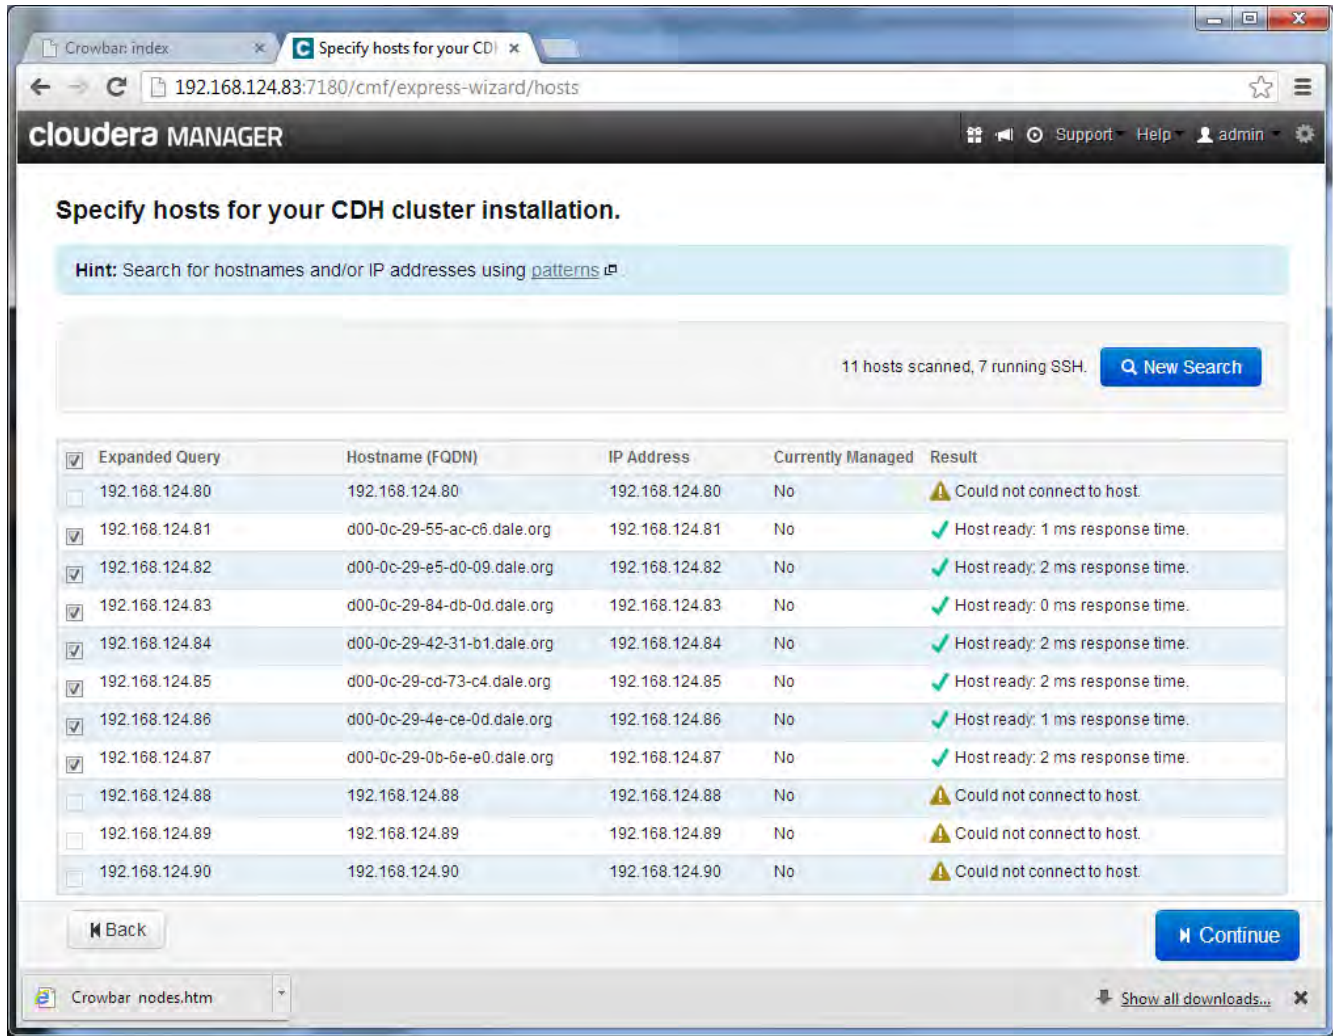 Crowbar: index
Specify hosts for your CD
192.168.124.83:7180/cmf/express-wizard/hosts
cloudera MANAGER
Support Help admin
Specify hosts for your CDH cluster installation.
Hint: Search for hostnames and/or IP addresses using patterns
11 hosts scanned, 7 running SSH. New Search
Expanded Query Hostname (FQDN) IP Address Currently Managed Result
192.168.124.80 192.168.124.80 192.168.124.80 No Could not connect to host.
192.168.124.81 d00-0c-29-55-ac-c6.dale.org 192.168.124.81 No Host ready: 1 ms response time.
192.168.124.82 d00-0c-29-e5-d0-09.dale.org 192.168.124.82 No Host ready: 2 ms response time.
192.168.124.83 d00-0c-29-84-db-0d.dale.org 192.168.124.83 No Host ready: 0 ms response time.
192.168.124.84 d00-0c-29-42-31-b1.dale.org 192.168.124.84 No Host ready: 2 ms response time.
192.168.124.85 d00-0c-29-cd-73-c4.dale.org 192.168.124.85 No Host ready: 2 ms response time.
192.168.124.86 d00-0c-29-4e-ce-0d.dale.org 192.168.124.86 No Host ready: 1 ms response time.
192.168.124.87 d00-0c-29-0b-6e-e0.dale.org 192.168.124.87 No Host ready: 2 ms response time.
192.168.124.88 192.168.124.88 192.168.124.88 No Could not connect to host.
192.168.124.89 192.168.124.89 192.168.124.89 No Could not connect to host.
192.168.124.90 192.168.124.90 192.168.124.90 No Could not connect to host.
Back Continue
Crowbar nodes.htm Show all downloads...